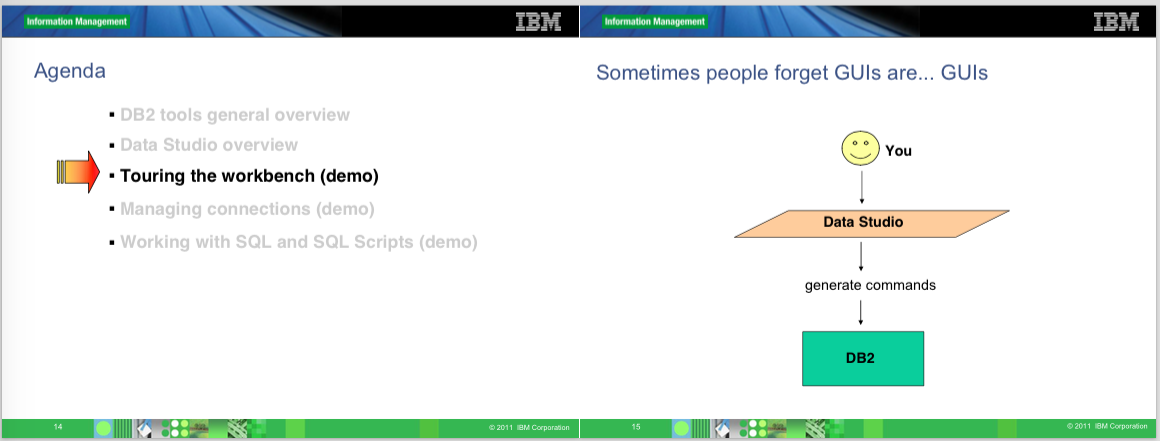 Information Management
IBM
Agenda
▪ DB2 tools general overview
▪ Data Studio overview
▪ Touring the workbench (demo)
▪ Managing connections (demo)
▪ Working with SQL and SQL Scripts (demo)
14
© 2011 IBM Corporation
Information Management
IBM
Sometimes people forget GUIs are... GUIs
You
Data Studio
generate commands
DB2
15
© 2011 IBM Corporation